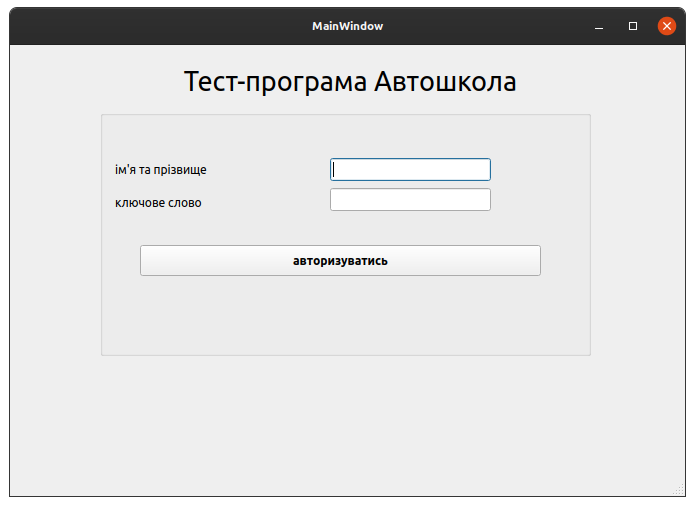 MainWindow
Тест-програма Автошкола
ім'я та прізвище
ключове слово
авторизуватись